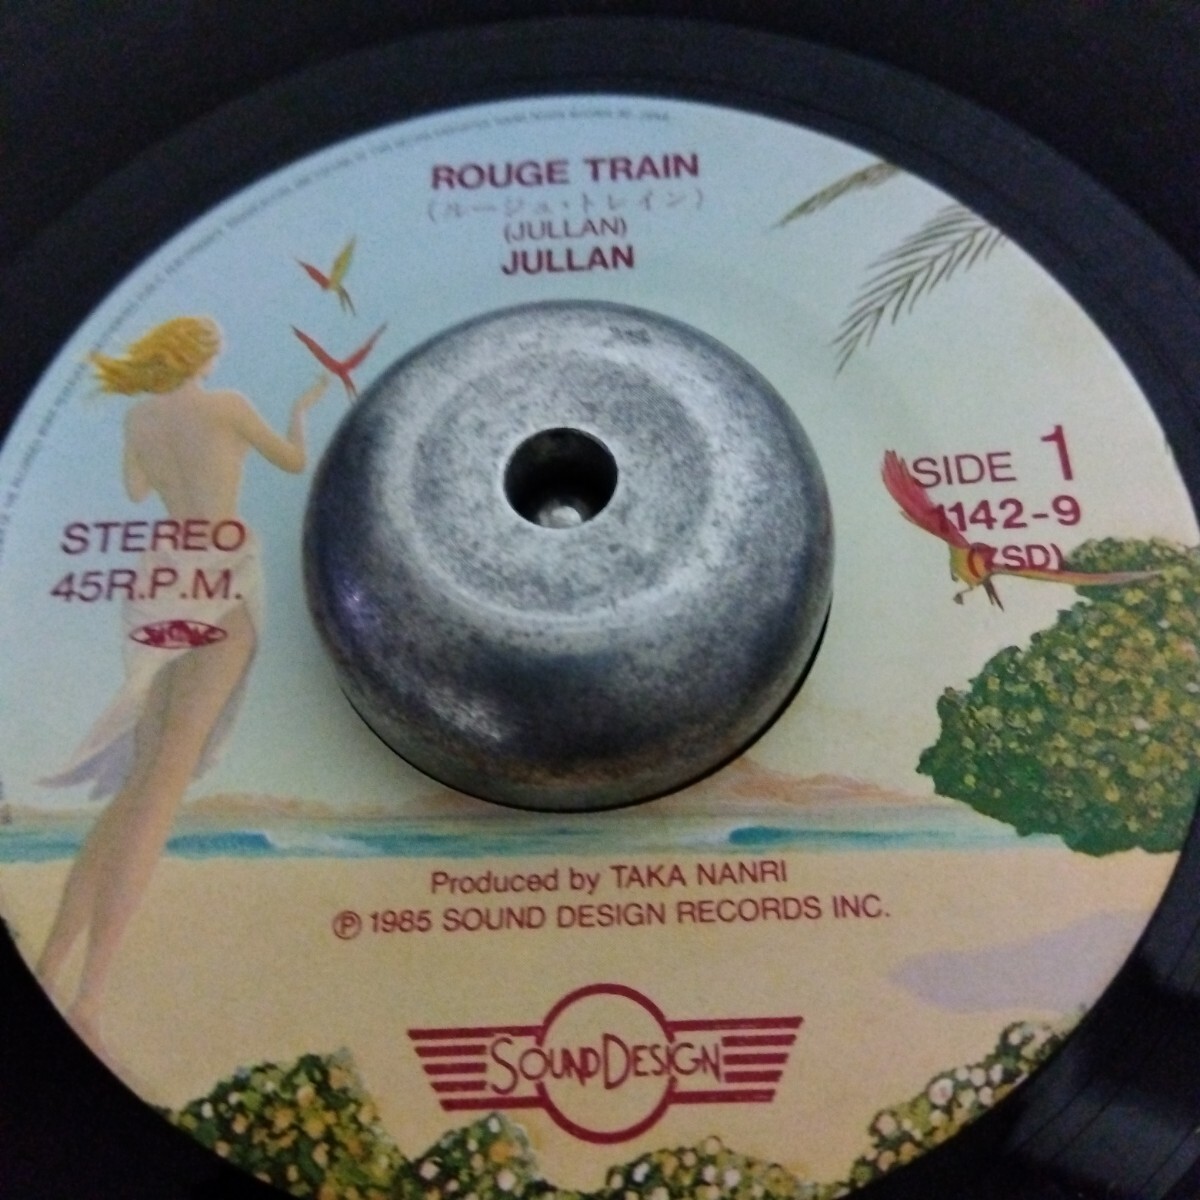 ROUGE TRAIN
(ルージュ・トレイン)
(JULLAN)
JULLAN
SIDE 1
1142-9
(7SD)
STEREO
45R.P.M.
Produced by TAKA NANRI
Ⓟ 1985 SOUND DESIGN RECORDS INC.
SOUND DESIGN